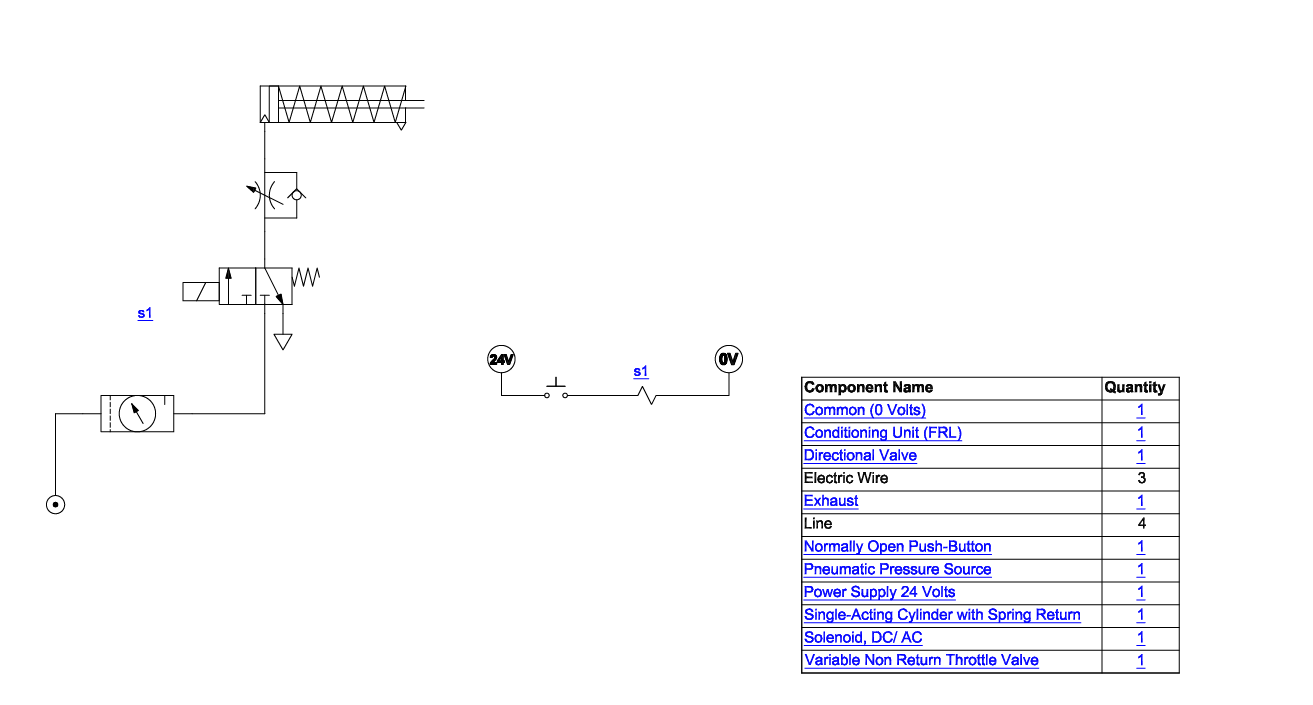 s1
24V
s1
0V
Component Name Quantity
Common (0 Volts) 1
Conditioning Unit (FRL) 1
Directional Valve 1
Electric Wire 3
Exhaust 1
Line 4
Normally Open Push-Button 1
Pneumatic Pressure Source 1
Power Supply 24 Volts 1
Single-Acting Cylinder with Spring Return 1
Solenoid, DC/ AC 1
Variable Non Return Throttle Valve 1